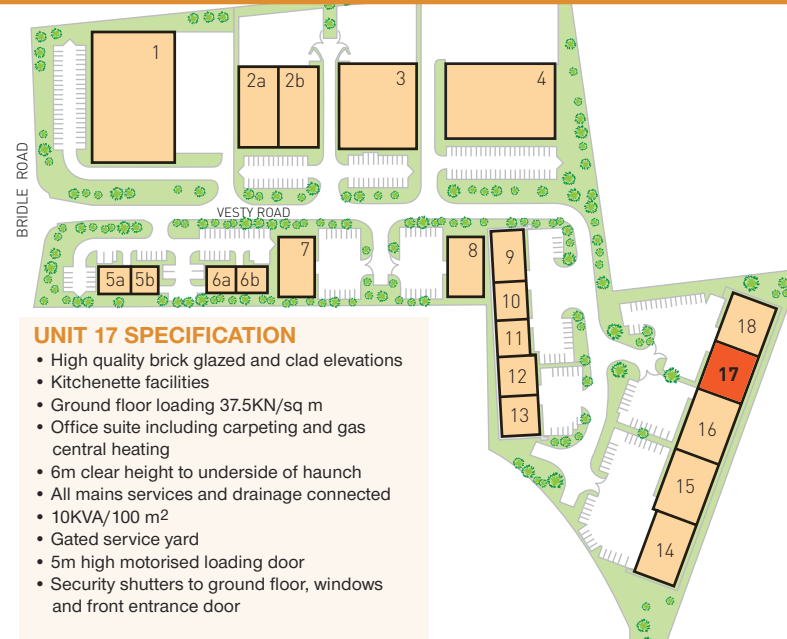 1
2a 2b
3
4
BRIDLE ROAD
VESTY ROAD
5a 5b
6a 6b
7
8
9
10
11
12
13
18
17
16
15
14
UNIT 17 SPECIFICATION
• High quality brick glazed and clad elevations
• Kitchenette facilities
• Ground floor loading 37.5KN/sq m
• Office suite including carpeting and gas
central heating
• 6m clear height to underside of haunch
• All mains services and drainage connected
• 10KVA/100 m2
• Gated service yard
• 5m high motorised loading door
• Security shutters to ground floor, windows
and front entrance door